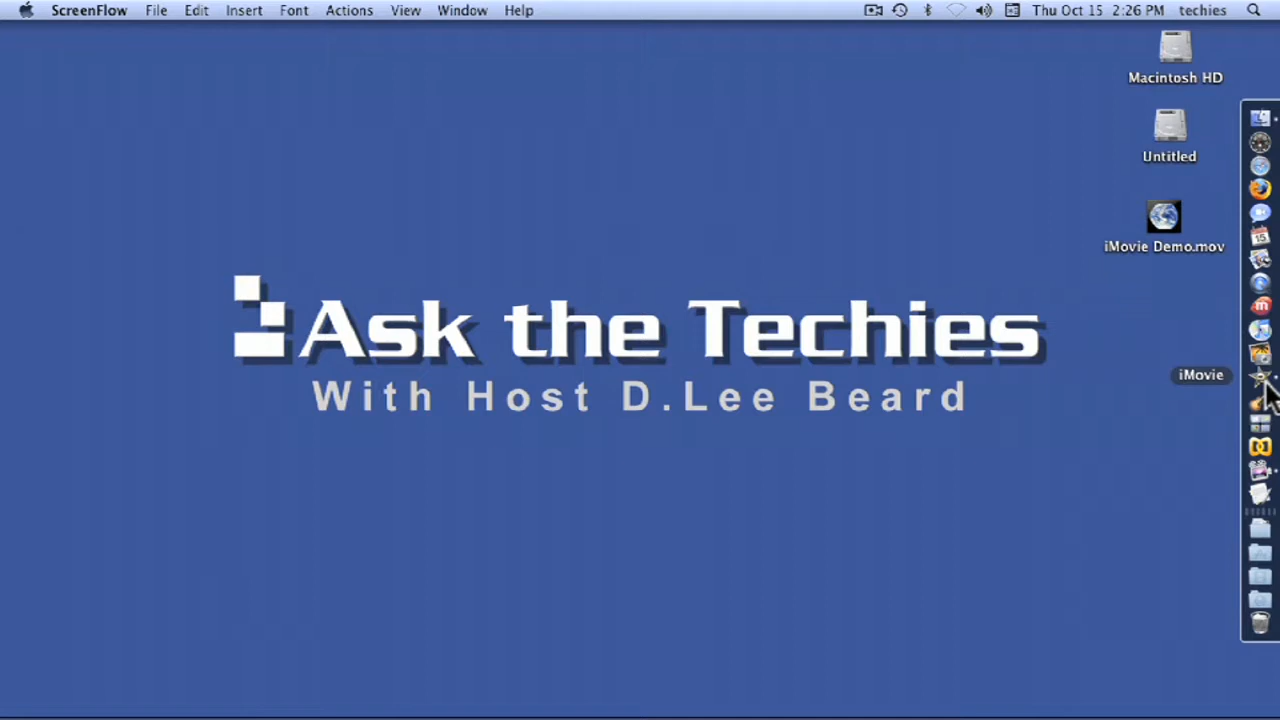 ScreenFlow File Edit Insert Font Actions View Window Help Thu Oct 15 2:26 PM techies
Macintosh HD
Untitled
iMovie Demo.mov
Ask the Techies
With Host D.Lee Beard
iMovie
15
m